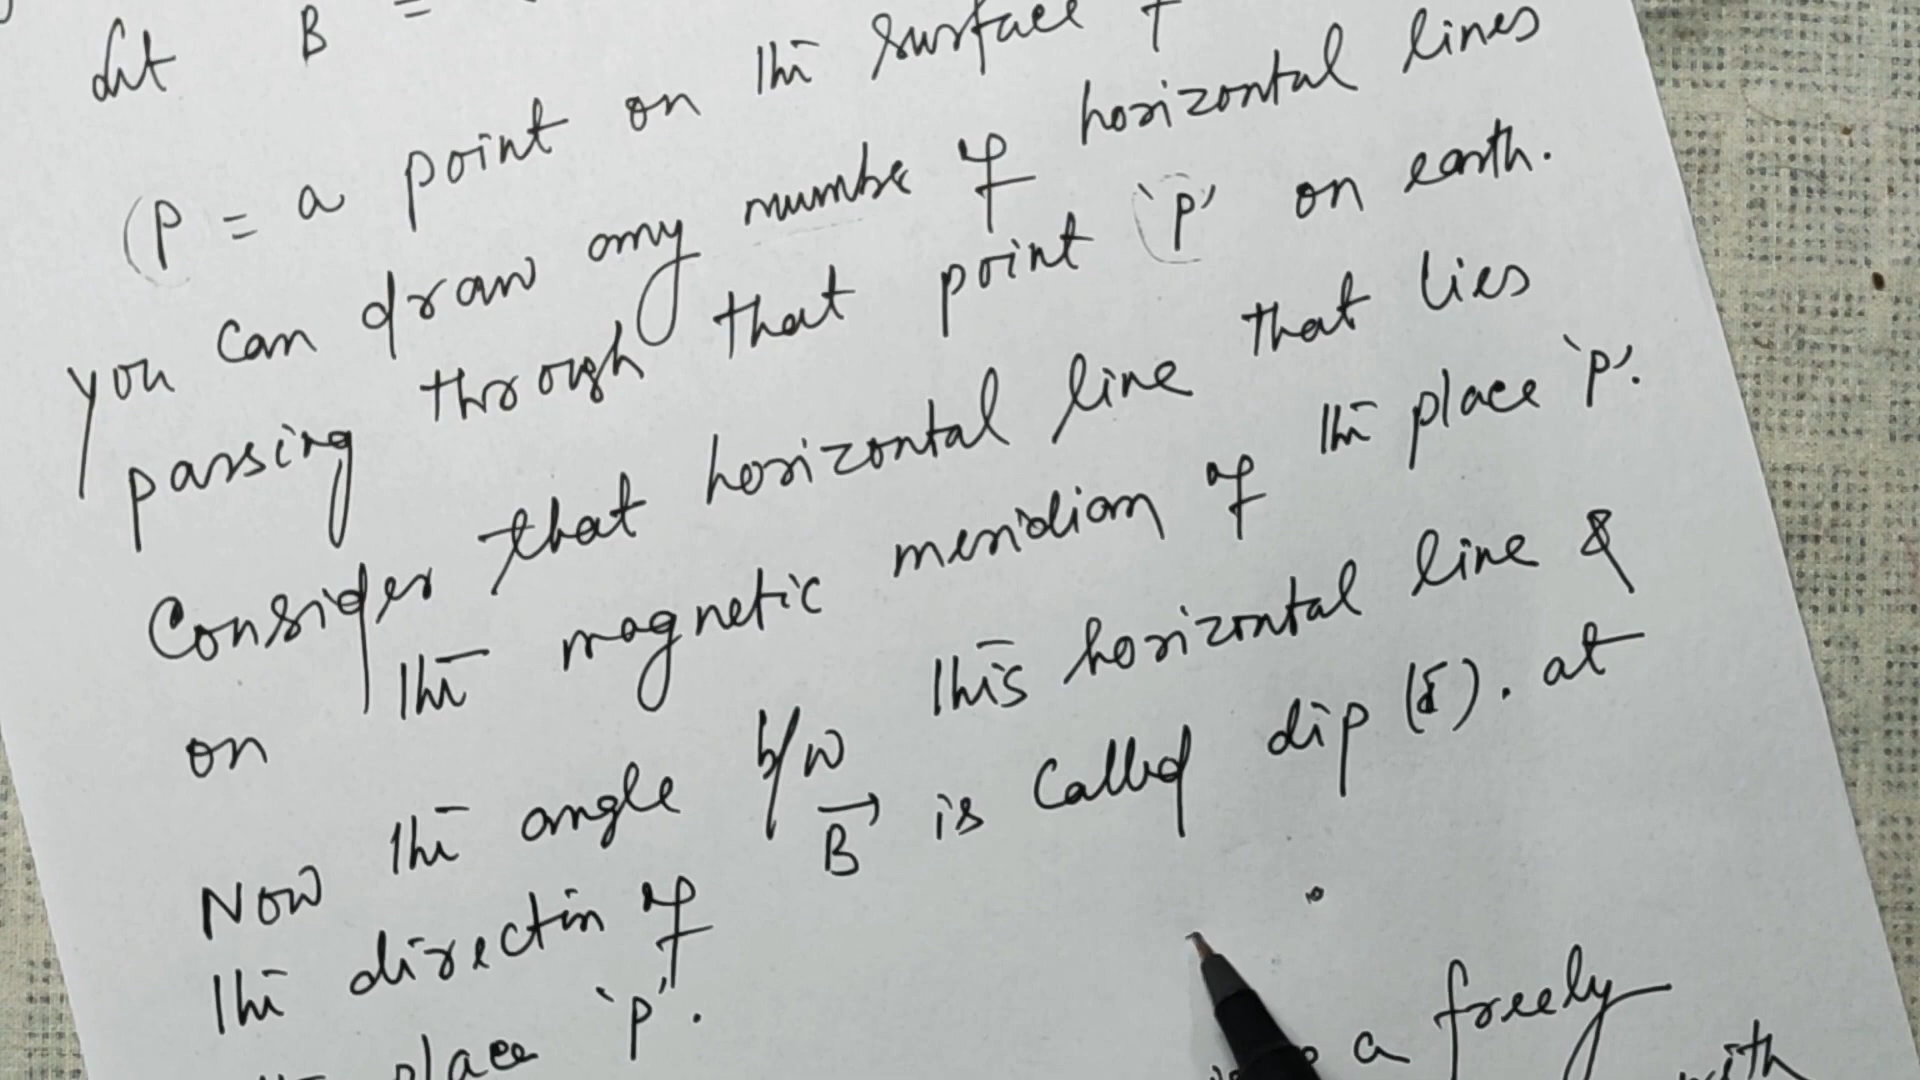 Let B =
(P = a point on the surface of
you can draw any number of horizontal lines
passing through that point 'P' on earth.
Consider that horizontal line that lies
on the magnetic meridian of the place 'P'.
Now the angle b/w this horizontal line &
the direction of B is called dip (δ). at
place 'P'.
a freely
with